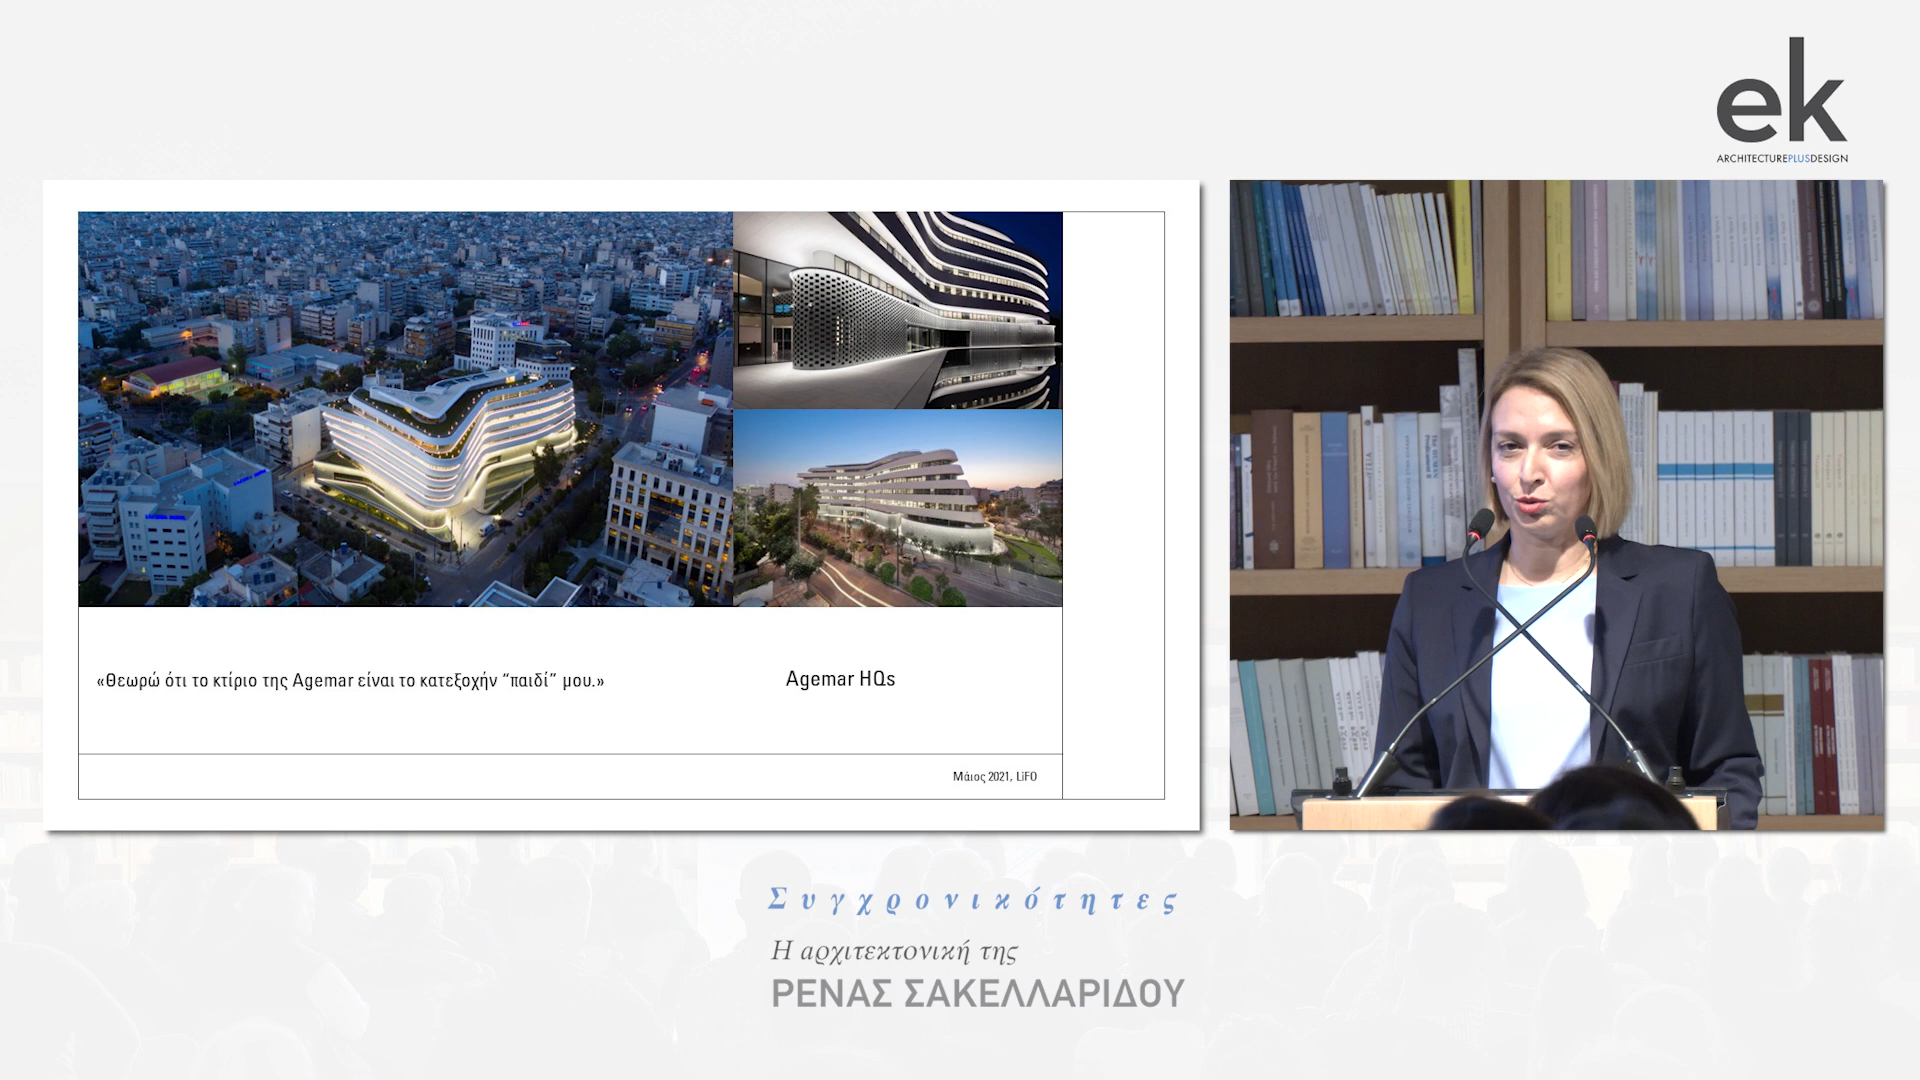 ek
ARCHITECTUREPLUSDESIGN
«Θεωρώ ότι το κτίριο της Agemar είναι το κατεξοχήν “παιδί” μου.»
Agemar HQs
Μάιος 2021, LiFO
Συγχρονικότητες
Η αρχιτεκτονική της
ΡΕΝΑΣ ΣΑΚΕΛΛΑΡΙΔΟΥ